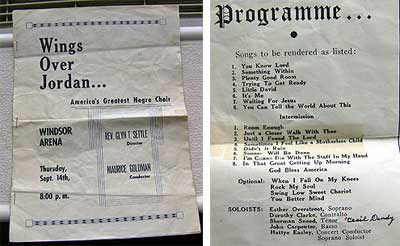 Wings
Over
Jordan...
America's Greatest Negro Choir
WINDSOR
ARENA
REV. GLYN T. SETTLE
Director
Thursday,
Sept. 14th,
MAURICE GOLDMAN
Conductor
8:00 p. m.
Programme...
Songs to be rendered as listed:
1. You Know Lord
2. Something Within
3. Plenty Good Room
4. Trying To Get Ready
5. Little David
6. It's Me
7. Waiting For Jesus
8. You Can Tell the World About This
Intermission
1. Room Enough
2. Just a Closer Walk With Thee
3. Until I Found The Lord
4. Sometimes I Feel Like a Motherless Child
5. Didn't it Rain
6. Sooner Will Be Done
7. I'm Gonna Die With The Staff In My Hand
8. In That Great Getting Up Morning
God Bless America
Optional: When I Fall On My Knees
Rock My Soul
Swing Low Sweet Chariot
You Better Mind
SOLOISTS: Esther Overstreet, Soprano
Dorothy Clarke, Contralto
Sherman Sneed, Tenor Cecil Dandy
John Carpenter, Basso
Hattye Easley, Concert Conductor
Soprano Soloist